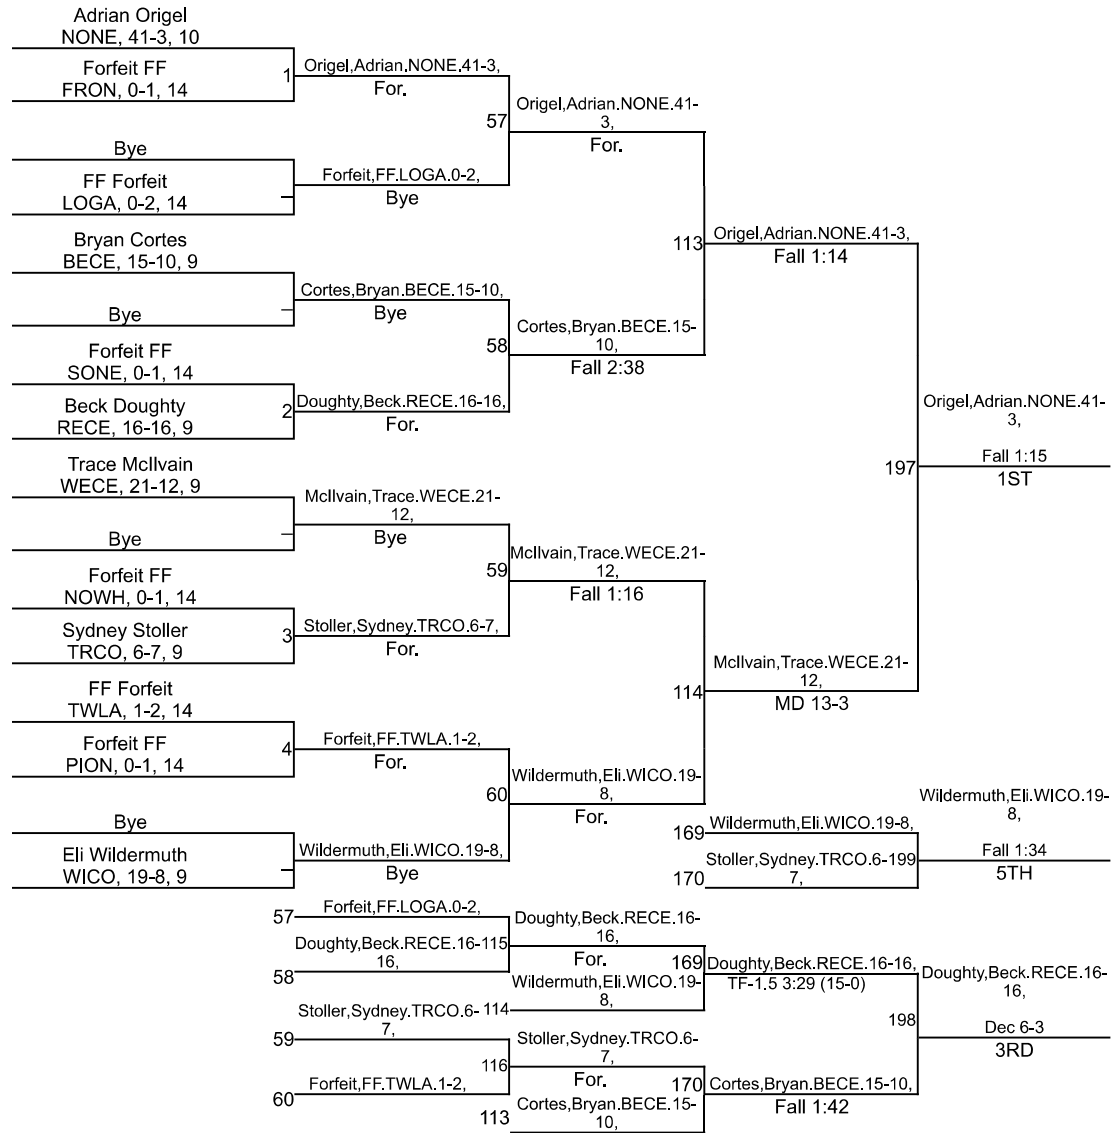 Adrian Origel
NONE, 41-3, 10
Forfeit FF
FRON, 0-1, 14
1
Origel,Adrian.NONE.41-3,
For.
57
Origel,Adrian.NONE.41-
3,
For.
Bye
FF Forfeit
LOGA, 0-2, 14
Forfeit,FF.LOGA.0-2,
Bye
113
Origel,Adrian.NONE.41-3,
Fall 1:14
Bryan Cortes
BECE, 15-10, 9
Bye
Cortes,Bryan.BECE.15-10,
Bye
58
Cortes,Bryan.BECE.15-
10,
Fall 2:38
Forfeit FF
SONE, 0-1, 14
Beck Doughty
RECE, 16-16, 9
2
Doughty,Beck.RECE.16-16,
For.
197
Origel,Adrian.NONE.41-
3,
Fall 1:15
1ST
Trace McIlvain
WECE, 21-12, 9
Bye
McIlvain,Trace.WECE.21-
12,
Bye
59
McIlvain,Trace.WECE.21-
12,
Fall 1:16
Forfeit FF
NOWH, 0-1, 14
Sydney Stoller
TRCO, 6-7, 9
3
Stoller,Sydney.TRCO.6-7,
For.
114
McIlvain,Trace.WECE.21-
12,
MD 13-3
FF Forfeit
TWLA, 1-2, 14
Forfeit FF
PION, 0-1, 14
4
Forfeit,FF.TWLA.1-2,
For.
60
Wildermuth,Eli.WICO.19-
8,
For.
Bye
Eli Wildermuth
WICO, 19-8, 9
Wildermuth,Eli.WICO.19-8,
Bye
169
Wildermuth,Eli.WICO.19-8,
170
Stoller,Sydney.TRCO.6-
7,
199
Wildermuth,Eli.WICO.19-
8,
Fall 1:34
5TH
57
Forfeit,FF.LOGA.0-2,
58
Doughty,Beck.RECE.16-
16,
115
Doughty,Beck.RECE.16-
16,
For.
114
Wildermuth,Eli.WICO.19-
8,
169
Doughty,Beck.RECE.16-16,
TF-1.5 3:29 (15-0)
59
Stoller,Sydney.TRCO.6-
7,
60
Forfeit,FF.TWLA.1-2,
116
Stoller,Sydney.TRCO.6-
7,
For.
113
Cortes,Bryan.BECE.15-
10,
170
Cortes,Bryan.BECE.15-10,
Fall 1:42
198
Doughty,Beck.RECE.16-
16,
Dec 6-3
3RD